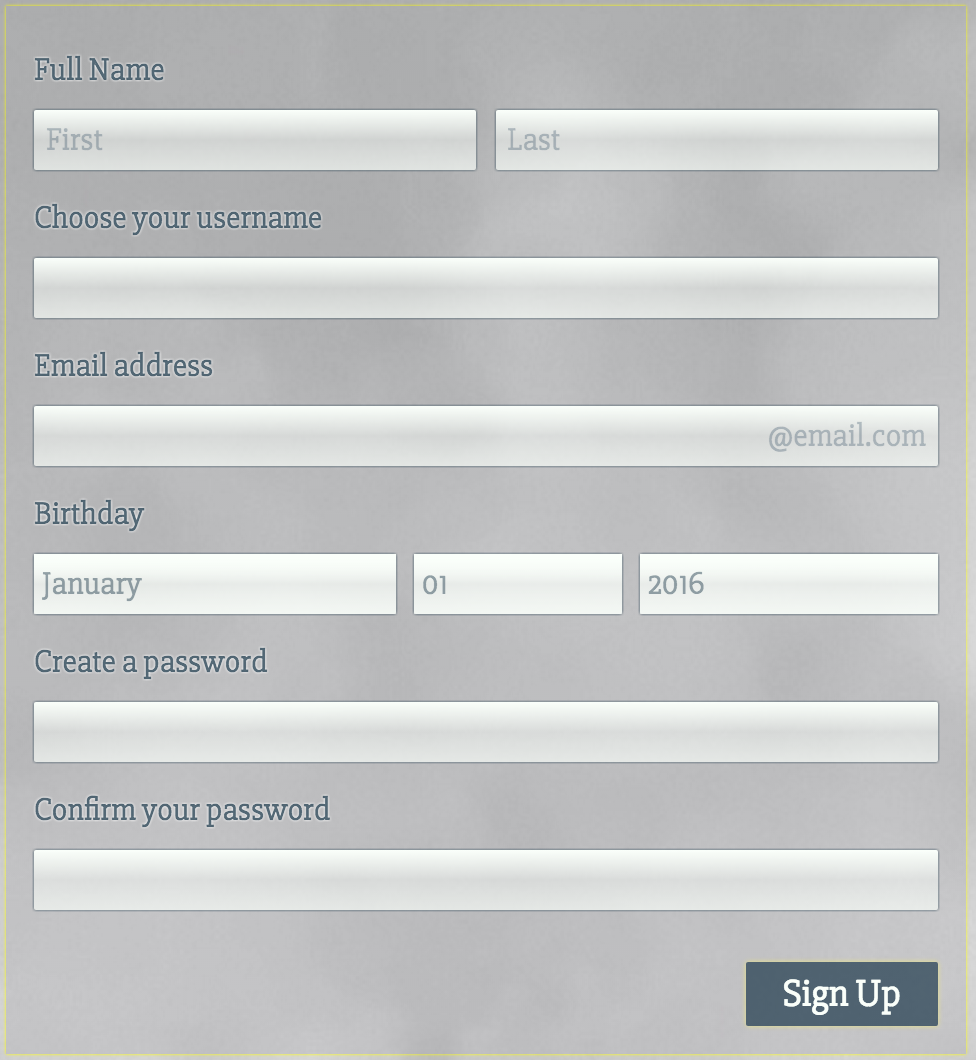 Full Name
First Last
Choose your username
Email address
@email.com
Birthday
January 01 2016
Create a password
Confirm your password
Sign Up